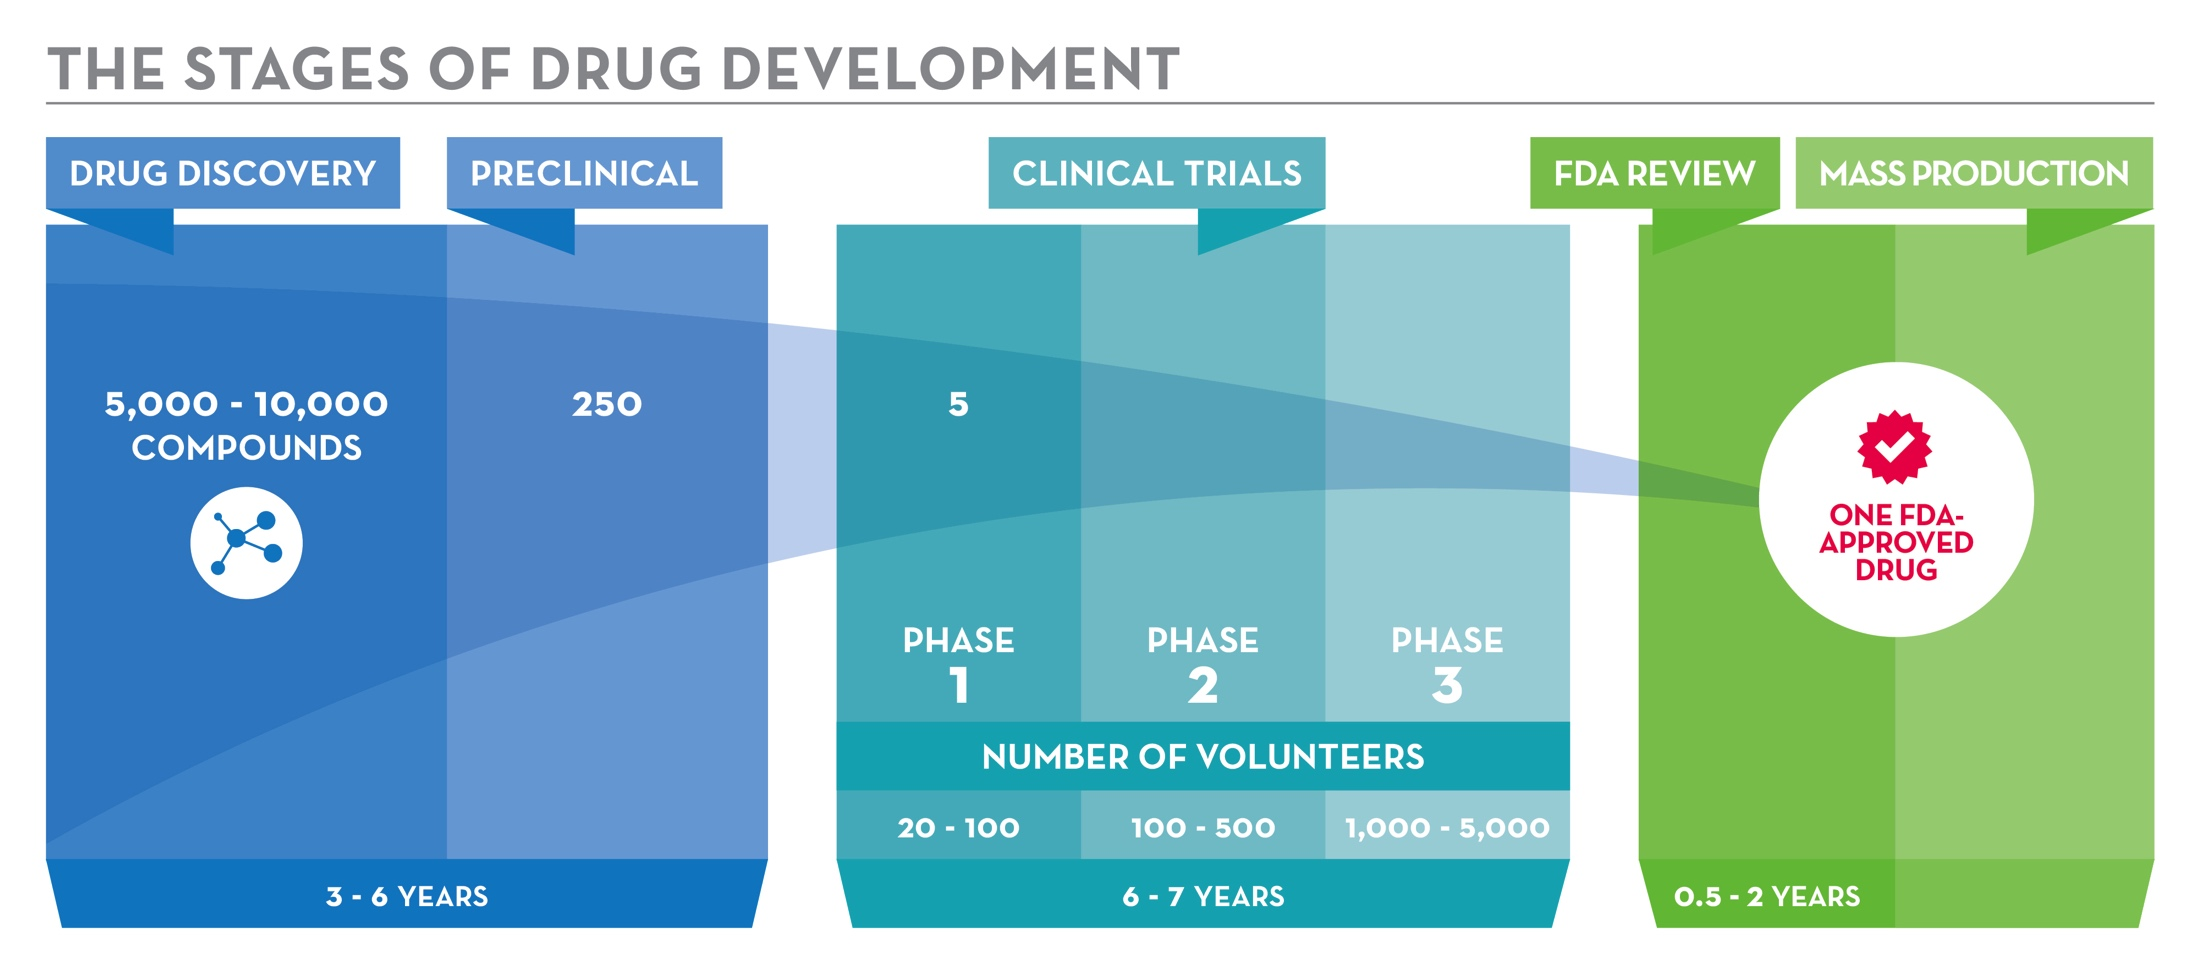 THE STAGES OF DRUG DEVELOPMENT
DRUG DISCOVERY
PRECLINICAL
CLINICAL TRIALS
FDA REVIEW
MASS PRODUCTION
5,000 - 10,000
COMPOUNDS
250
5
ONE FDA-
APPROVED
DRUG
PHASE
1
PHASE
2
PHASE
3
NUMBER OF VOLUNTEERS
20 - 100
100 - 500
1,000 - 5,000
3 - 6 YEARS
6 - 7 YEARS
0.5 - 2 YEARS